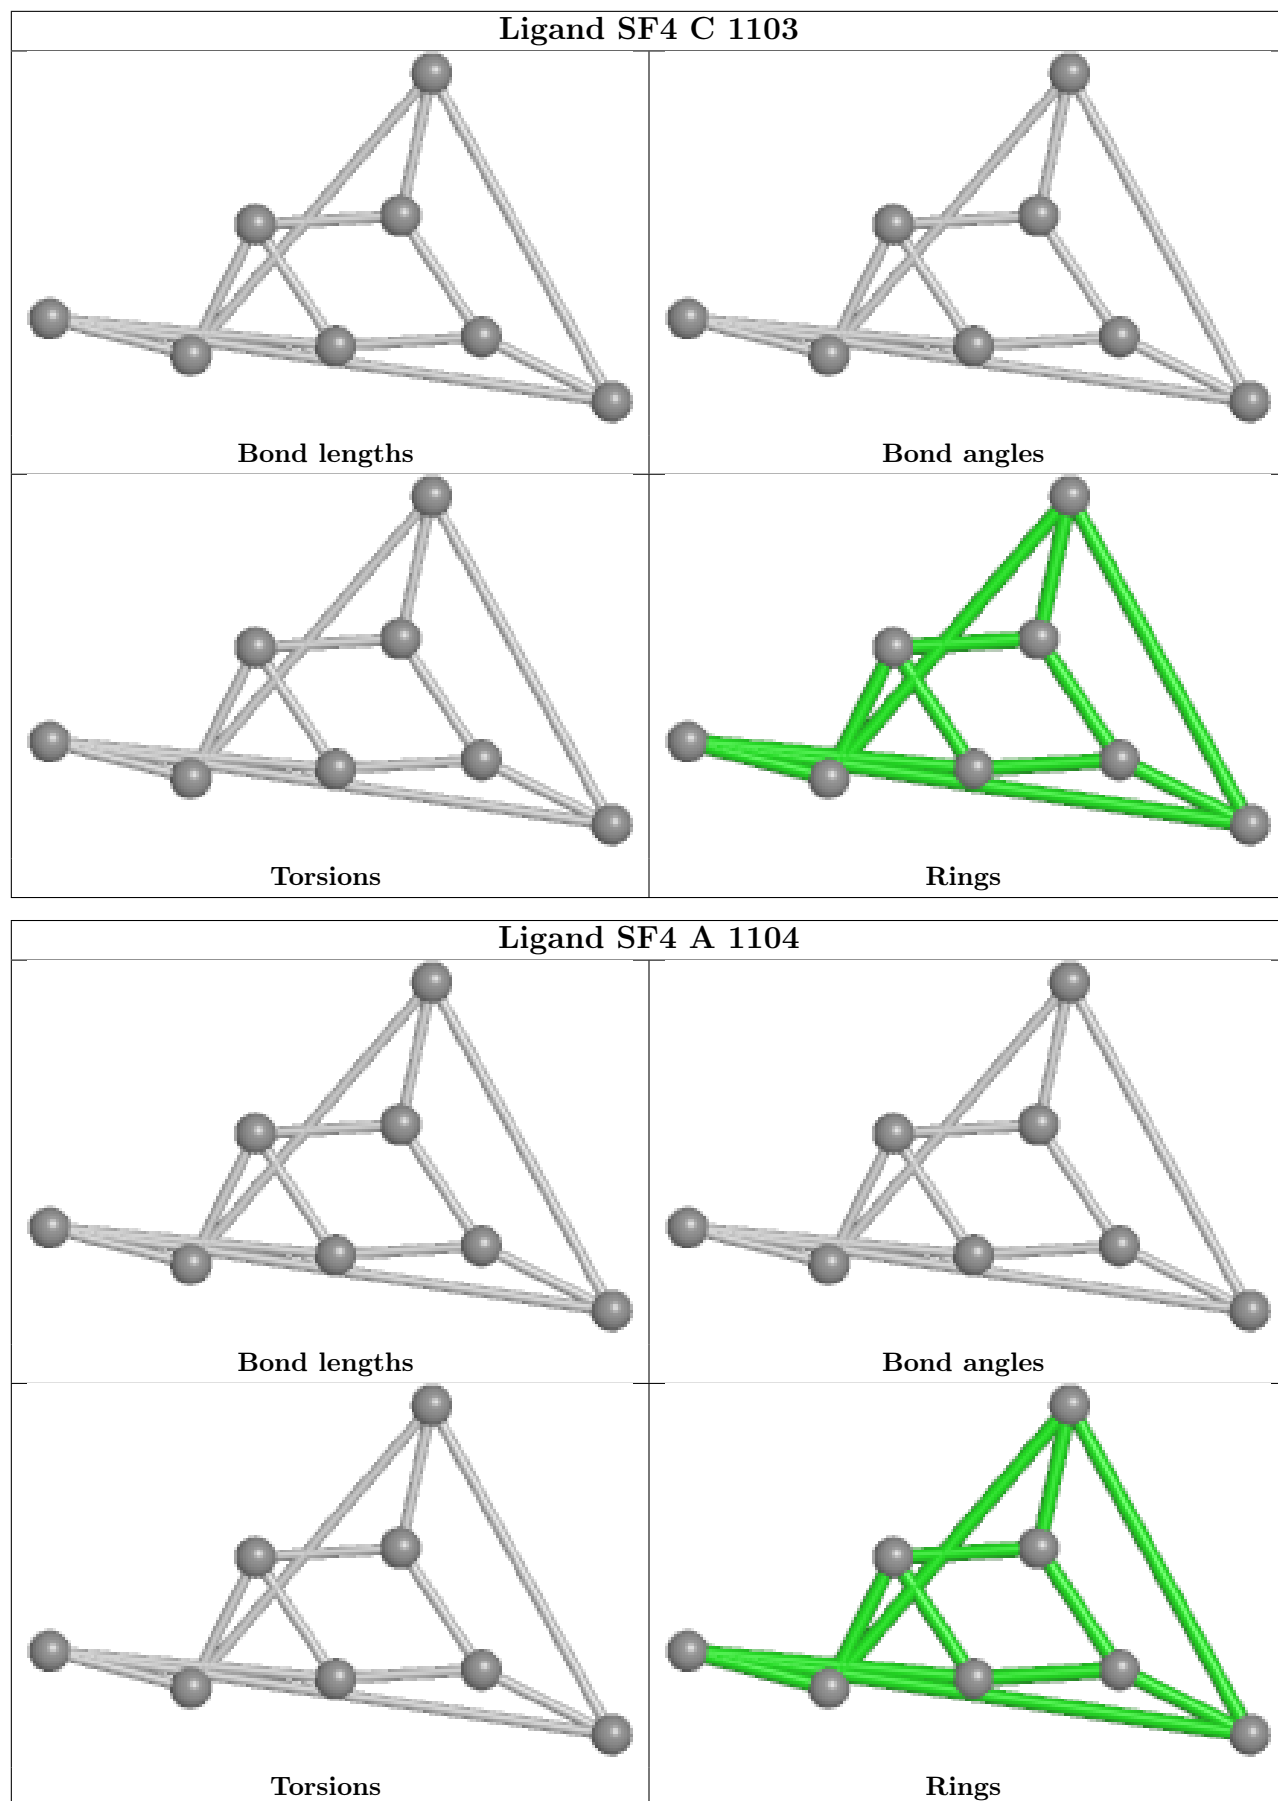 Ligand SF4 C 1103
Bond lengths
Bond angles
Torsions
Rings
Ligand SF4 A 1104
Bond lengths
Bond angles
Torsions
Rings